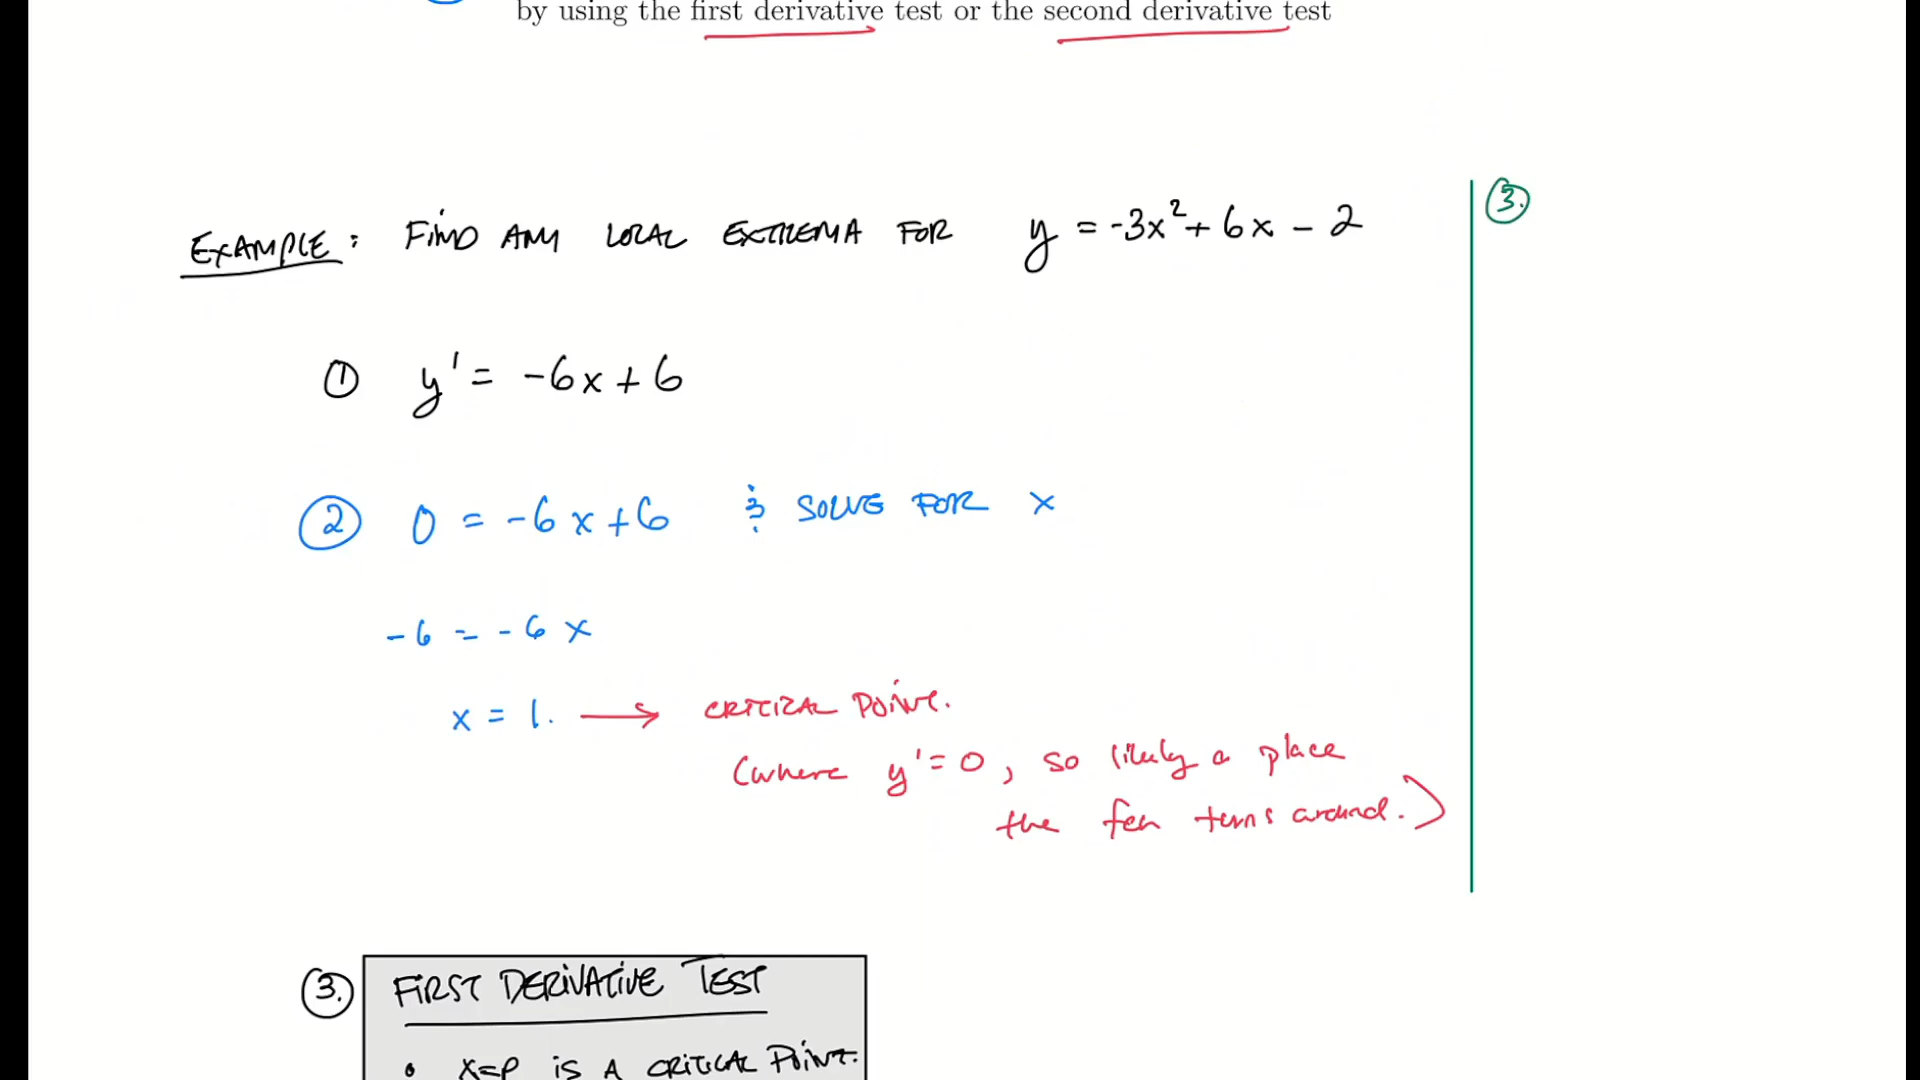 by using the first derivative test or the second derivative test
EXAMPLE: FIND ANY LOCAL EXTREMA FOR y = -3x² + 6x - 2
3.
① y' = -6x + 6
② 0 = -6x + 6 & SOLVE FOR x
-6 = -6x
x = 1. → CRITICAL POINT.
(where y' = 0, so likely a place
the fcn turns around.)
3. FIRST DERIVATIVE TEST
• x=p is A CRITICAL POINT.